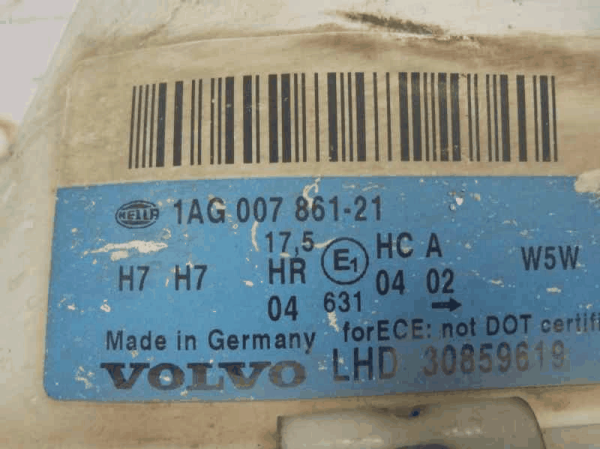 HELLA 1AG 007 861-21
17,5 E1 HC A W5W
H7 H7 HR 04 02
04 631 →
Made in Germany forECE: not DOT certifi
VOLVO LHD 30859619